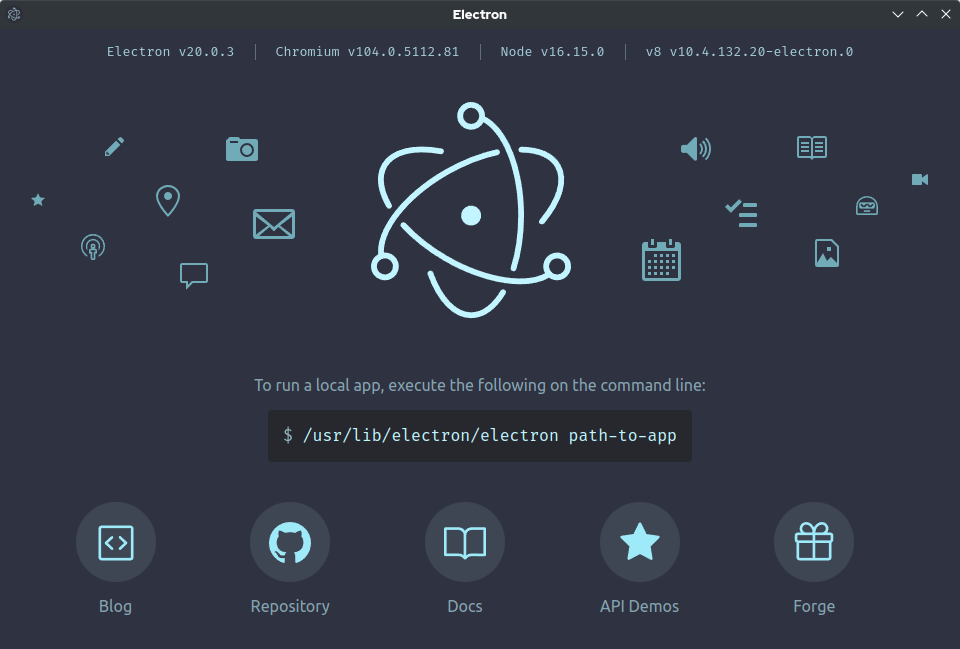 Electron
Electron v20.0.3 | Chromium v104.0.5112.81 | Node v16.15.0 | v8 v10.4.132.20-electron.0
To run a local app, execute the following on the command line:
$ /usr/lib/electron/electron path-to-app
Blog Repository Docs API Demos Forge